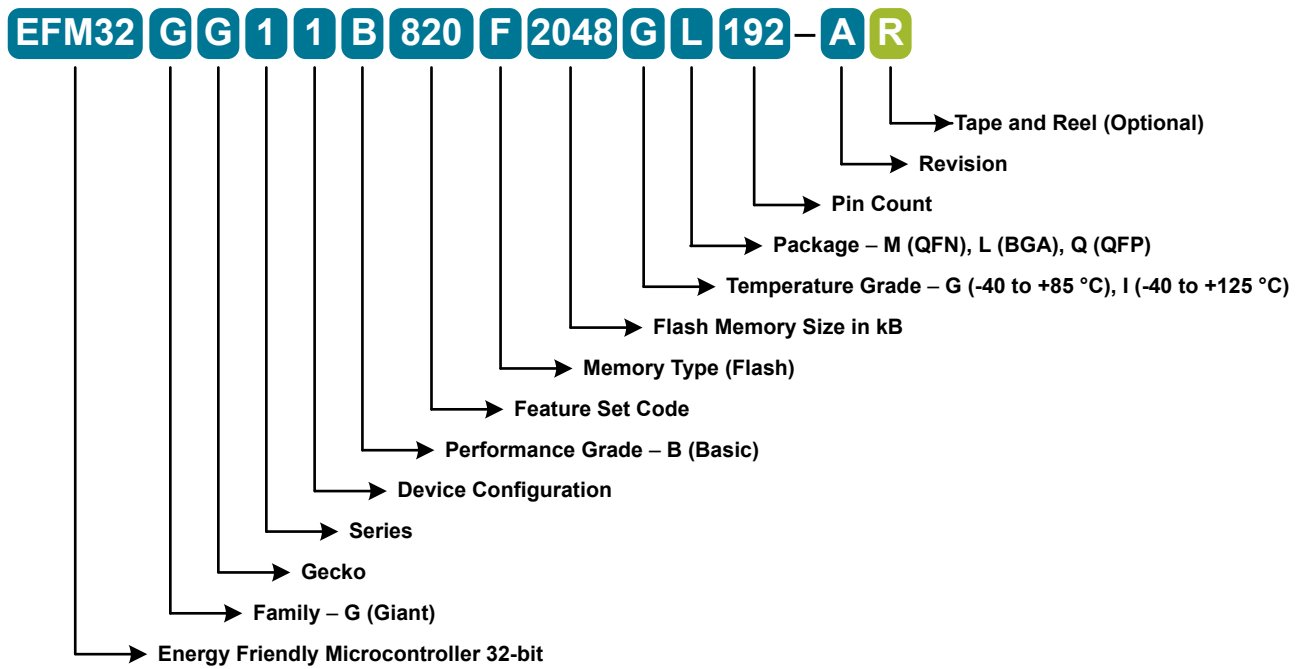 EFM32 G G 1 1 B 820 F 2048 G L 192 – A R
Tape and Reel (Optional)
Revision
Pin Count
Package – M (QFN), L (BGA), Q (QFP)
Temperature Grade – G (-40 to +85 °C), I (-40 to +125 °C)
Flash Memory Size in kB
Memory Type (Flash)
Feature Set Code
Performance Grade – B (Basic)
Device Configuration
Series
Gecko
Family – G (Giant)
Energy Friendly Microcontroller 32-bit